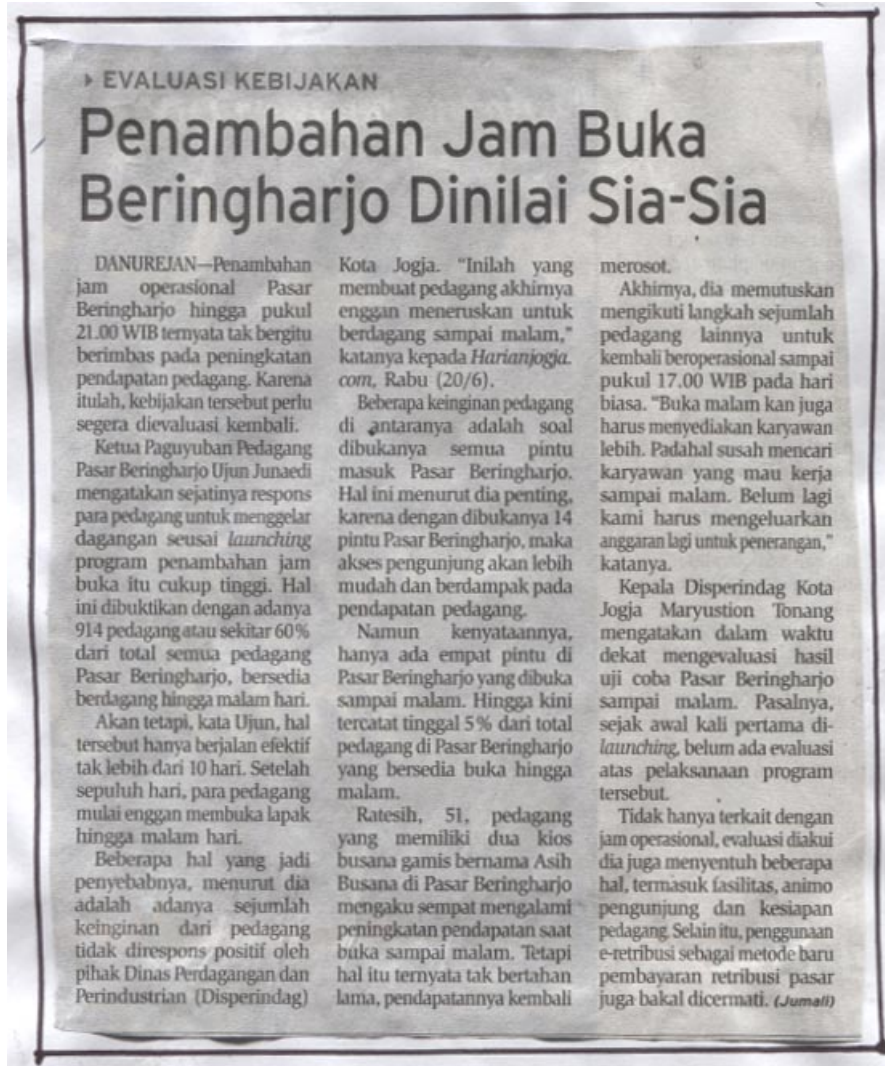 EVALUASI KEBIJAKAN
Penambahan Jam Buka
Beringharjo Dinilai Sia-Sia
DANUREJAN—Penambahan
jam operasional Pasar
Beringharjo hingga pukul
21.00 WIB ternyata tak bergitu
berimbas pada peningkatan
pendapatan pedagang. Karena
itulah, kebijakan tersebut perlu
segera dievaluasi kembali.
Ketua Paguyuban Pedagang
Pasar Beringharjo Ujun Junaedi
mengatakan sejatinya respons
para pedagang untuk menggelar
dagangan seusai launching
program penambahan jam
buka itu cukup tinggi. Hal
ini dibuktikan dengan adanya
914 pedagang atau sekitar 60%
dari total semua pedagang
Pasar Beringharjo, bersedia
berdagang hingga malam hari.
Akan tetapi, kata Ujun, hal
tersebut hanya berjalan efektif
tak lebih dari 10 hari. Setelah
sepuluh hari, para pedagang
mulai enggan membuka lapak
hingga malam hari.
Beberapa hal yang jadi
penyebabnya, menurut dia
adalah adanya sejumlah
keinginan dari pedagang
tidak direspons positif oleh
pihak Dinas Perdagangan dan
Perindustrian (Disperindag)
Kota Jogja. "Inilah yang
membuat pedagang akhirnya
enggan meneruskan untuk
berdagang sampai malam,"
katanya kepada Harianjogja.
com, Rabu (20/6).
Beberapa keinginan pedagang
di antaranya adalah soal
dibukanya semua pintu
masuk Pasar Beringharjo.
Hal ini menurut dia penting,
karena dengan dibukanya 14
pintu Pasar Beringharjo, maka
akses pengunjung akan lebih
mudah dan berdampak pada
pendapatan pedagang.
Namun kenyataannya,
hanya ada empat pintu di
Pasar Beringharjo yang dibuka
sampai malam. Hingga kini
tercatat tinggal 5% dari total
pedagang di Pasar Beringharjo
yang bersedia buka hingga
malam.
Ratesih, 51, pedagang
yang memiliki dua kios
busana gamis bernama Asih
Busana di Pasar Beringharjo
mengaku sempat mengalami
peningkatan pendapatan saat
buka sampai malam. Tetapi
hal itu ternyata tak bertahan
lama, pendapatannya kembali
merosot.
Akhirnya, dia memutuskan
mengikuti langkah sejumlah
pedagang lainnya untuk
kembali beroperasional sampai
pukul 17.00 WIB pada hari
biasa. "Buka malam kan juga
harus menyediakan karyawan
lebih. Padahal susah mencari
karyawan yang mau kerja
sampai malam. Belum lagi
kami harus mengeluarkan
anggaran lagi untuk penerangan,"
katanya.
Kepala Disperindag Kota
Jogja Maryustion Tonang
mengatakan dalam waktu
dekat mengevaluasi hasil
uji coba Pasar Beringharjo
sampai malam. Pasalnya,
sejak awal kali pertama di-
launching, belum ada evaluasi
atas pelaksanaan program
tersebut.
Tidak hanya terkait dengan
jam operasional, evaluasi diakui
dia juga menyentuh beberapa
hal, termasuk fasilitas, animo
pengunjung dan kesiapan
pedagang. Selain itu, penggunaan
e-retribusi sebagai metode baru
pembayaran retribusi pasar
juga bakal dicermati. (Jumali)